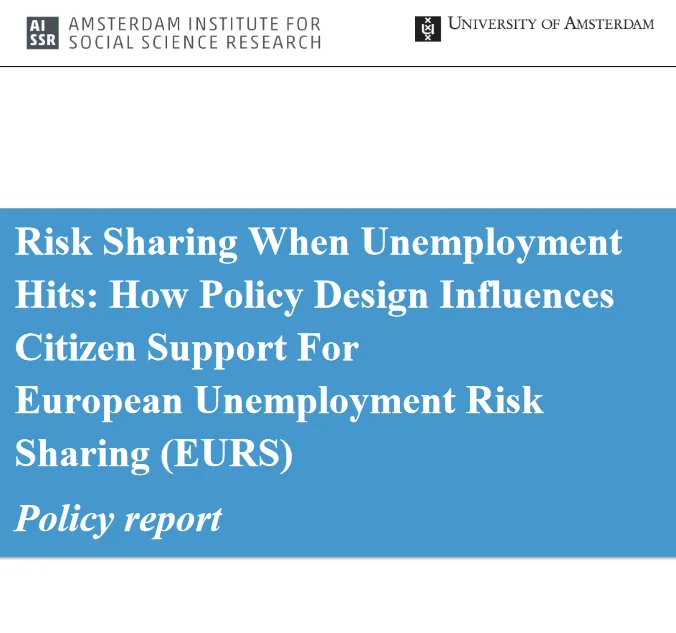 AI
SSR
AMSTERDAM INSTITUTE FOR
SOCIAL SCIENCE RESEARCH
UNIVERSITY OF AMSTERDAM
Risk Sharing When Unemployment
Hits: How Policy Design Influences
Citizen Support For
European Unemployment Risk
Sharing (EURS)
Policy report